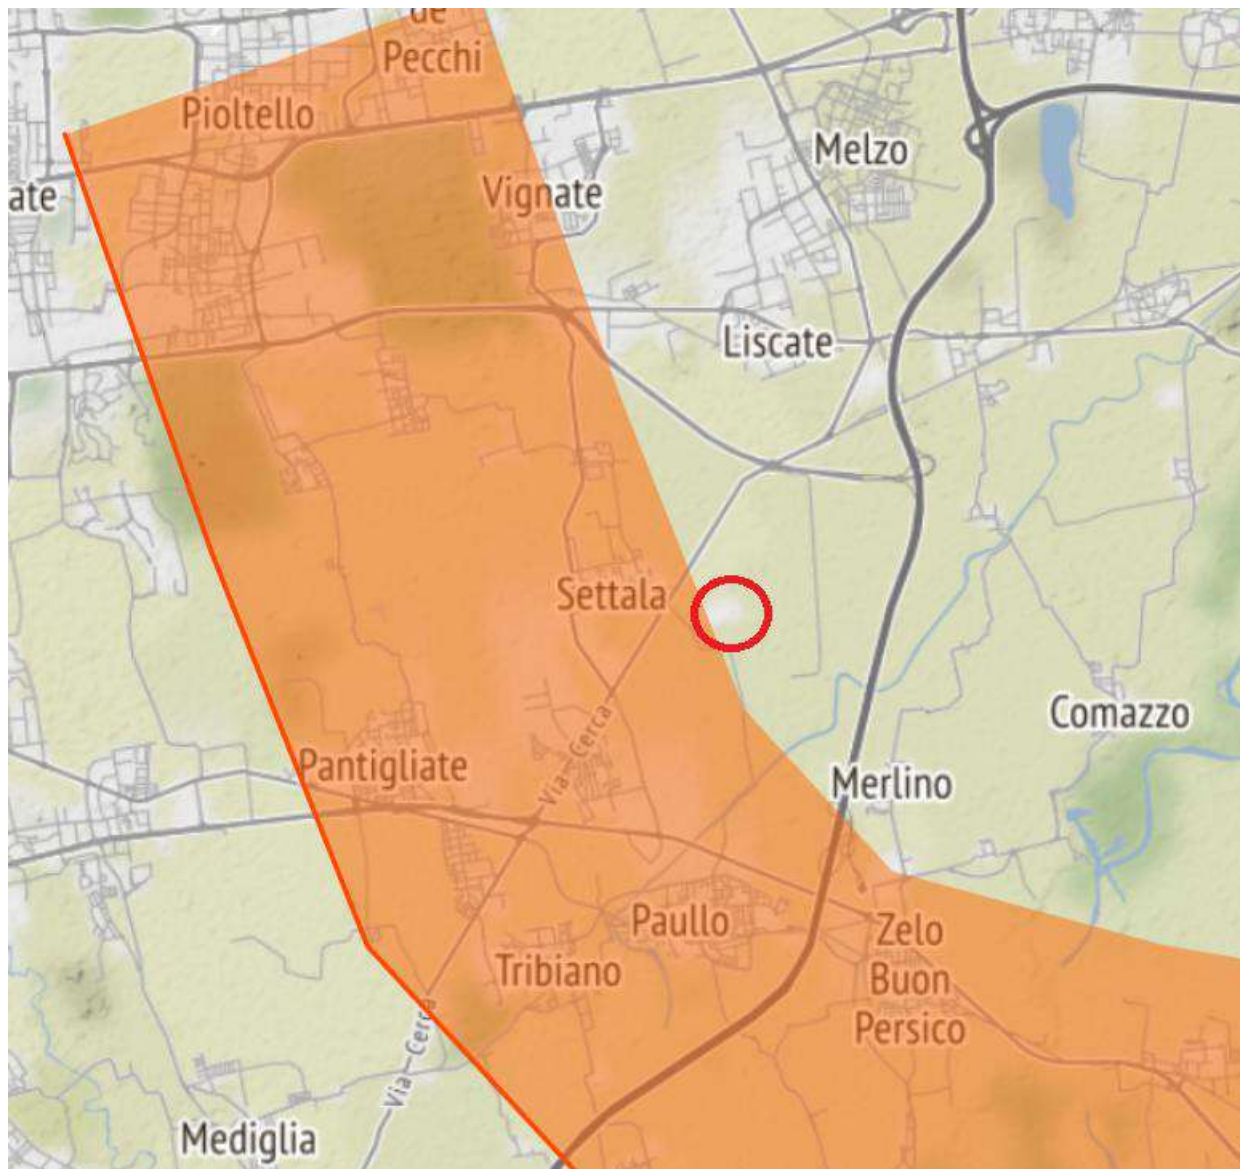 de
Pecchi
Pioltello
Melzo
ate
Vignate
Liscate
Settala
Comazzo
Via Cerca
Pantigliate
Merlino
Paullo
Zelo
Buon
Persico
Tribiano
Via Cerca
Mediglia